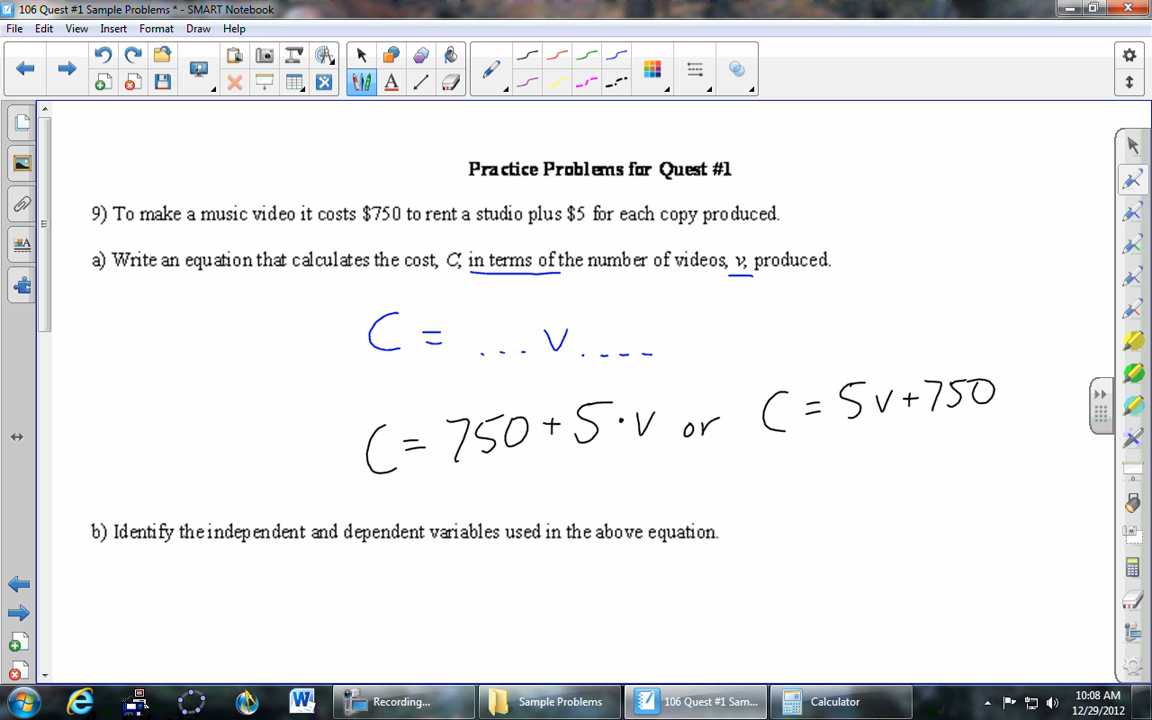 106 Quest #1 Sample Problems * - SMART Notebook
File Edit View Insert Format Draw Help
Practice Problems for Quest #1
9) To make a music video it costs $750 to rent a studio plus $5 for each copy produced.
a) Write an equation that calculates the cost, C, in terms of the number of videos, v, produced.
C = ... v ....
C = 750 + 5 · v or C = 5v + 750
b) Identify the independent and dependent variables used in the above equation.
Recording... Sample Problems 106 Quest #1 Sam... Calculator
10:08 AM
12/29/2012